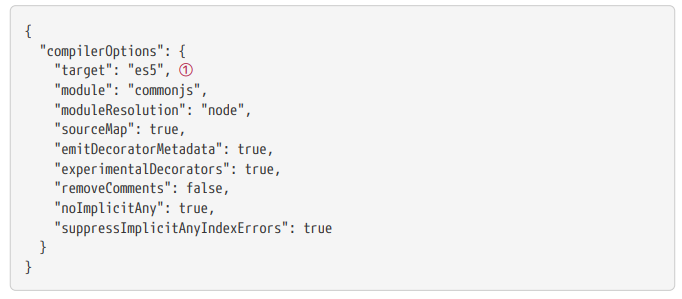 {
  "compilerOptions": {
    "target": "es5", ①
    "module": "commonjs",
    "moduleResolution": "node",
    "sourceMap": true,
    "emitDecoratorMetadata": true,
    "experimentalDecorators": true,
    "removeComments": false,
    "noImplicitAny": true,
    "suppressImplicitAnyIndexErrors": true
  }
}